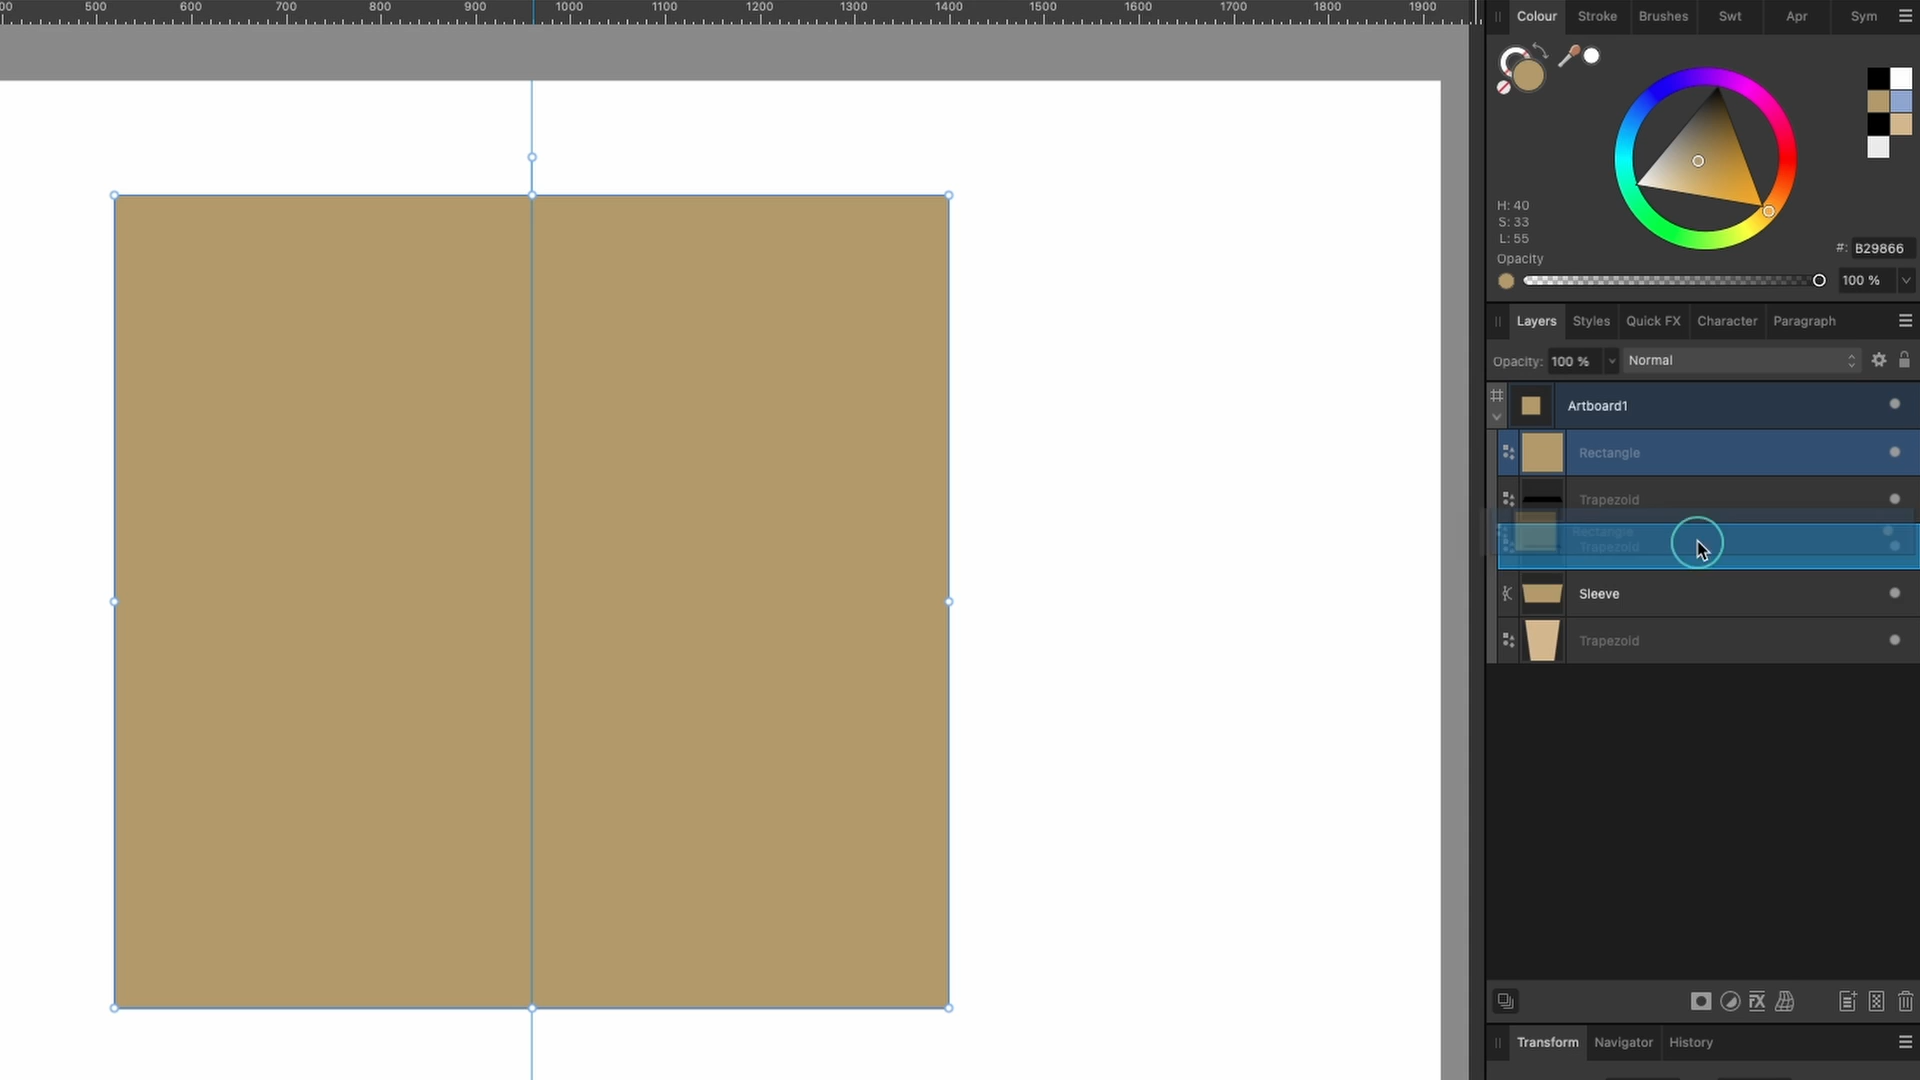 00 500 600 700 800 900 1000 1100 1200 1300 1400 1500 1600 1700 1800 1900
Colour Stroke Brushes Swt Apr Sym
H: 40
S: 33
L: 55
#: B29866
Opacity
100 %
Layers Styles Quick FX Character Paragraph
Opacity: 100 % Normal
Artboard1
Rectangle
Trapezoid
Rectangle
Trapezoid
Sleeve
Trapezoid
FX
Transform Navigator History